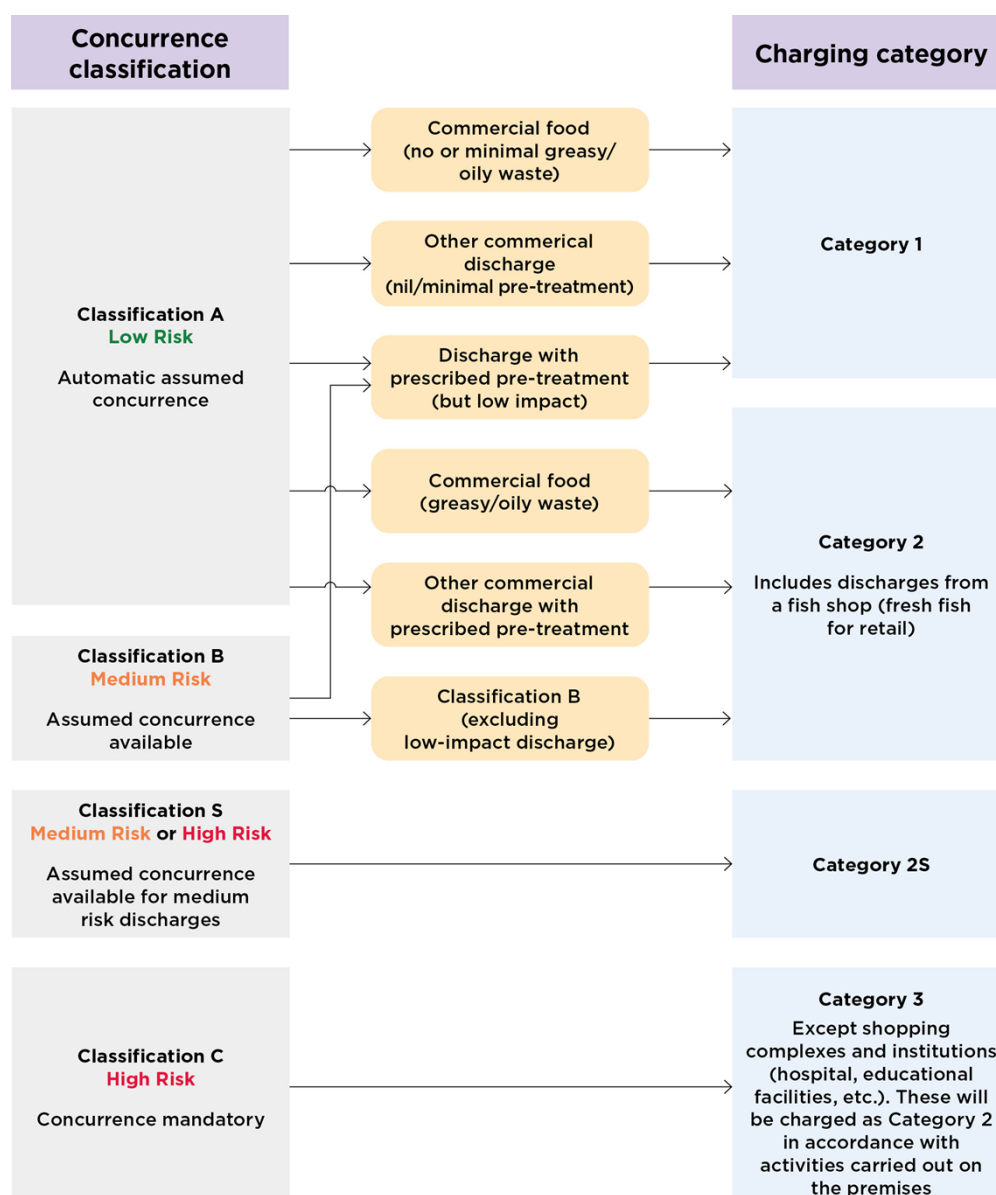 Concurrence
classification
Charging category
Classification A
Low Risk
Automatic assumed
concurrence
Commercial food
(no or minimal greasy/
oily waste)
Other commerical
discharge
(nil/minimal pre-treatment)
Discharge with
prescribed pre-treatment
(but low impact)
Category 1
Commercial food
(greasy/oily waste)
Other commercial
discharge with
prescribed pre-treatment
Classification B
Medium Risk
Assumed concurrence
available
Classification B
(excluding
low-impact discharge)
Category 2
Includes discharges from
a fish shop (fresh fish
for retail)
Classification S
Medium Risk or High Risk
Assumed concurrence
available for medium
risk discharges
Category 2S
Classification C
High Risk
Concurrence mandatory
Category 3
Except shopping
complexes and institutions
(hospital, educational
facilities, etc.). These will
be charged as Category 2
in accordance with
activities carried out on
the premises